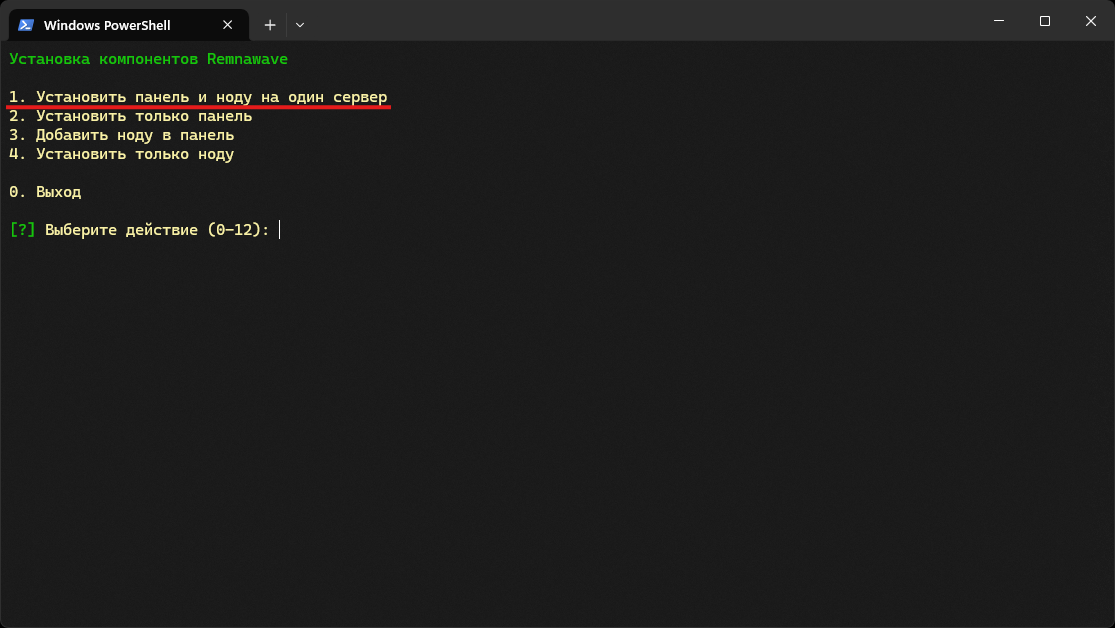 Windows PowerShell
Установка компонентов Remnawave
1. Установить панель и ноду на один сервер
2. Установить только панель
3. Добавить ноду в панель
4. Установить только ноду
0. Выход
[?] Выберите действие (0-12):